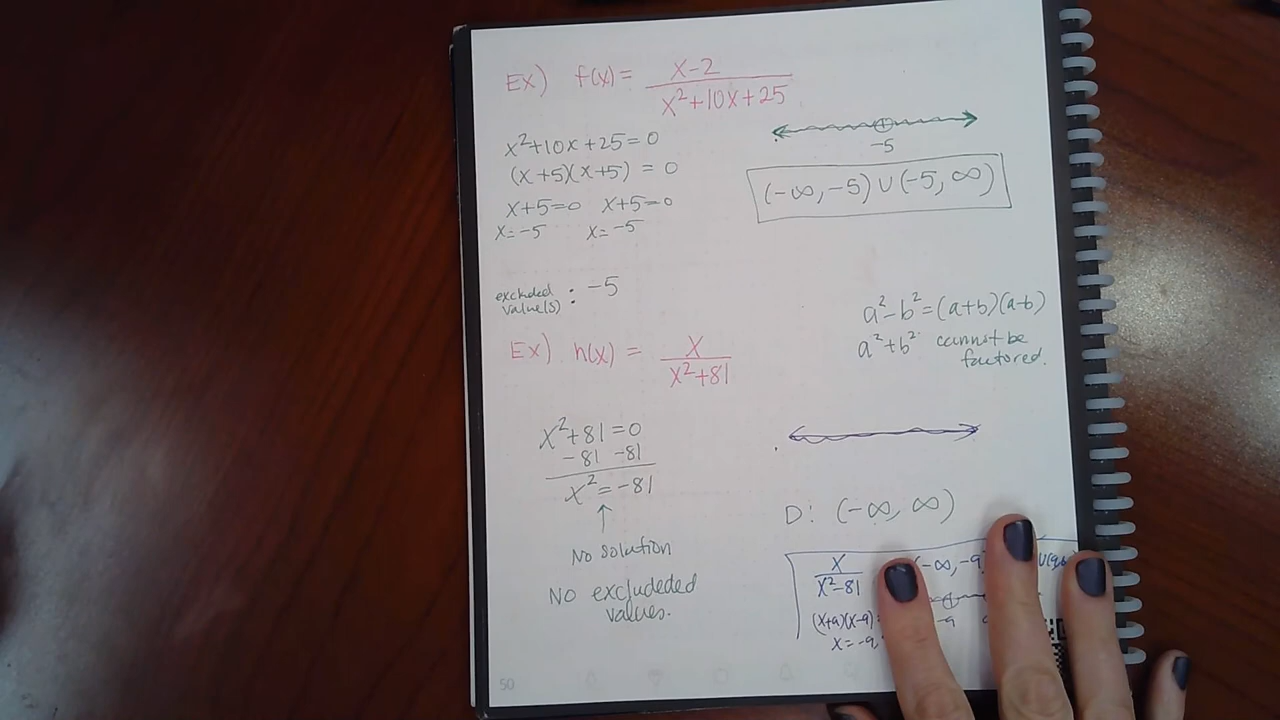 Ex) f(x) = x-2 / x²+10x+25
x²+10x+25=0
(x+5)(x+5) = 0
x+5=0 x+5=0
x=-5 x=-5
-5
(-∞,-5) ∪ (-5, ∞)
excluded value(s) : -5
a²-b²=(a+b)(a-b)
a²+b² cannot be
factored.
Ex) h(x) = x / x²+81
x²+81=0
-81 -81
x²=-81
↑
No solution
No excludeded
values.
D: (-∞, ∞)
x / x²-81
(-∞,-9)
(x+9)(x-9)
-9
x=-9
50